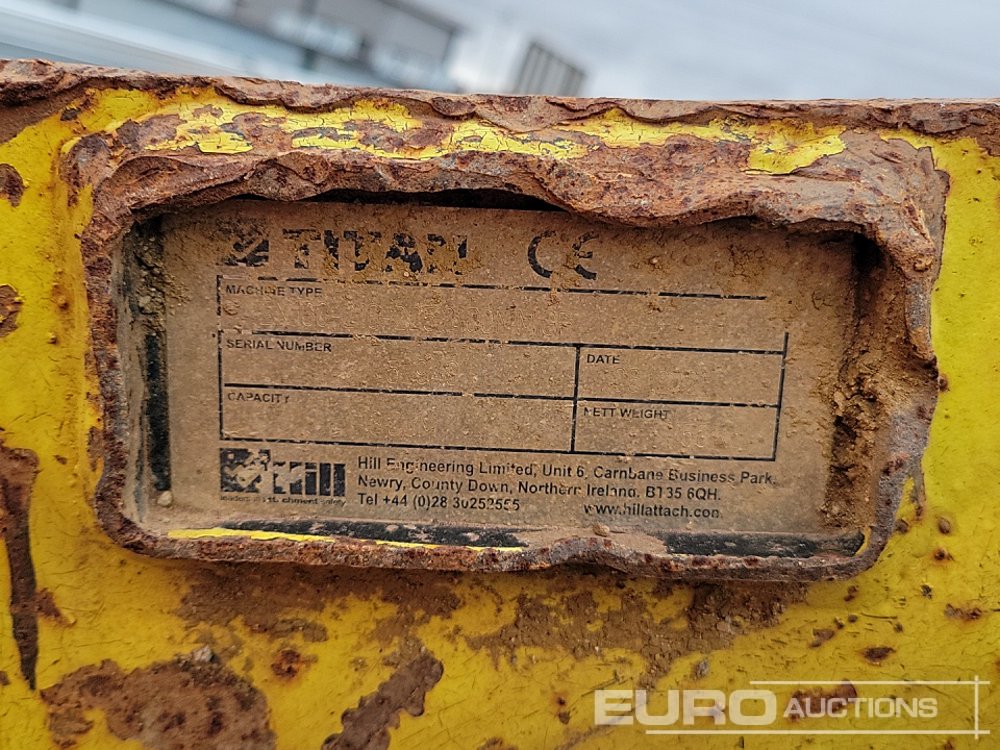 TITAN CE
MACHINE TYPE
SERIAL NUMBER
DATE
CAPACITY
NETT WEIGHT
Hill
Hill Engineering Limited, Unit 6, Carnbane Business Park,
Newry, County Down, Northern Ireland. BT35 6QH.
Tel +44 (0)28 30252555 www.hillattach.com
EURO AUCTIONS